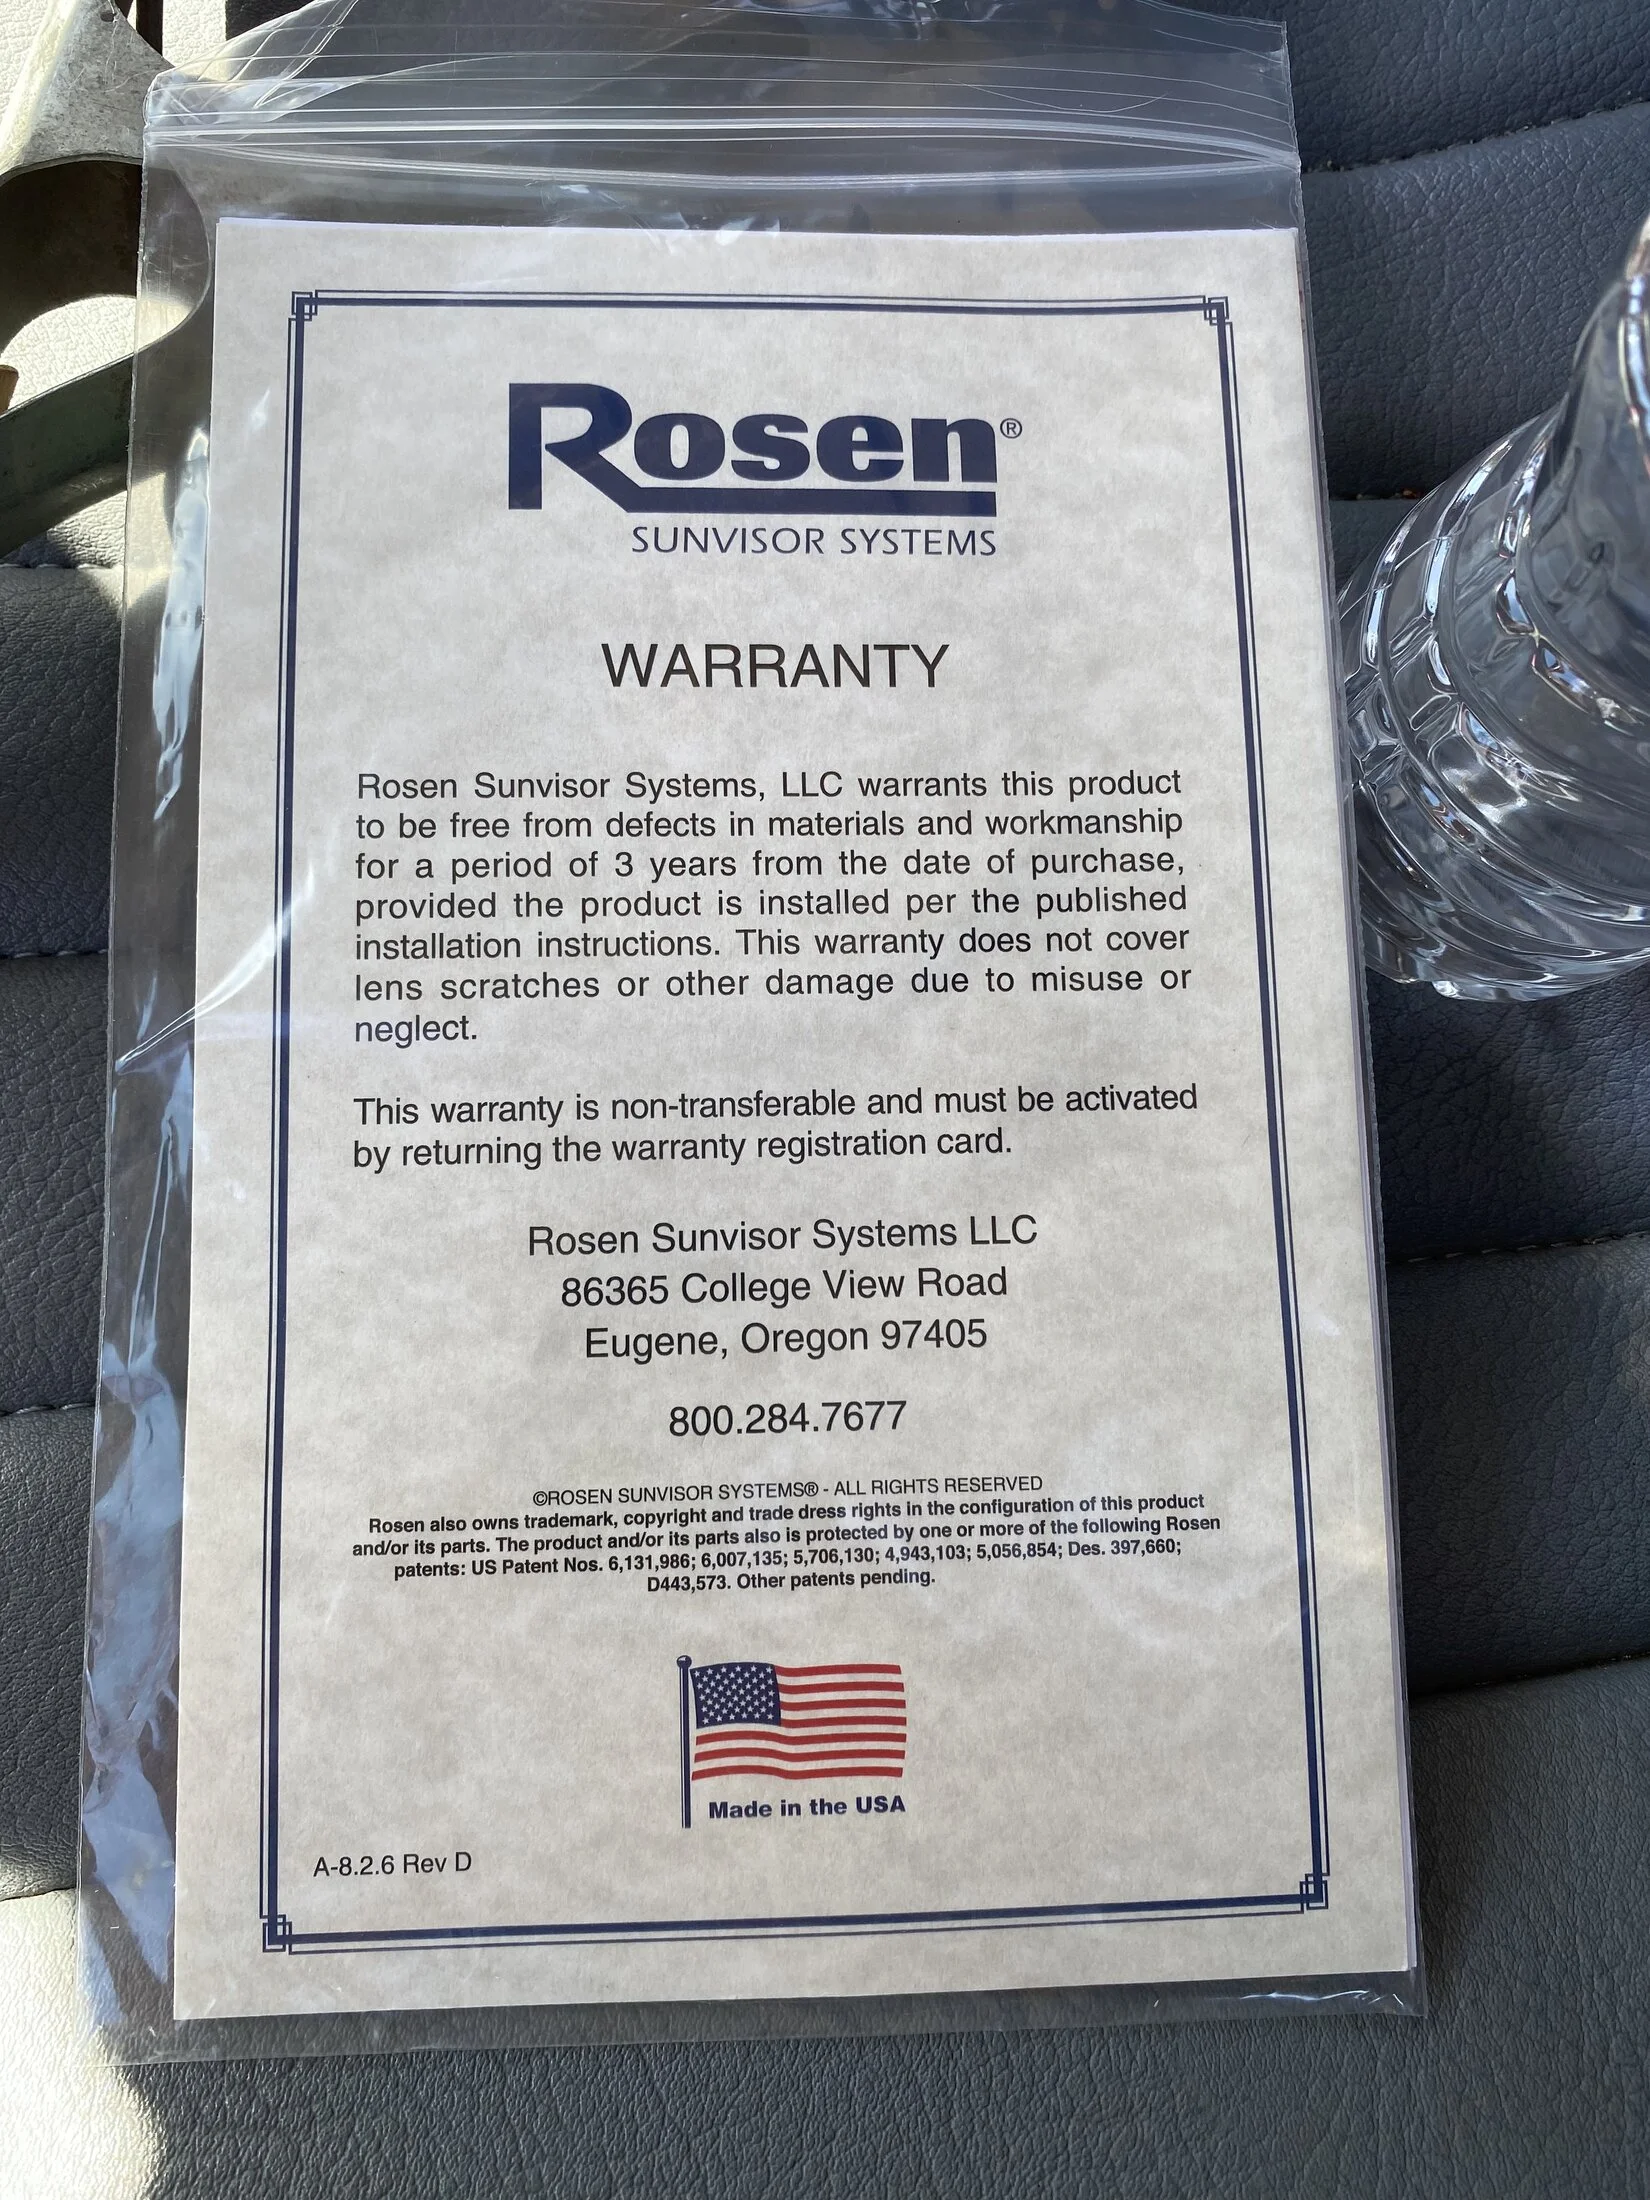 Rosen®
SUNVISOR SYSTEMS
WARRANTY
Rosen Sunvisor Systems, LLC warrants this product
to be free from defects in materials and workmanship
for a period of 3 years from the date of purchase,
provided the product is installed per the published
installation instructions. This warranty does not cover
lens scratches or other damage due to misuse or
neglect.
This warranty is non-transferable and must be activated
by returning the warranty registration card.
Rosen Sunvisor Systems LLC
86365 College View Road
Eugene, Oregon 97405
800.284.7677
©ROSEN SUNVISOR SYSTEMS® - ALL RIGHTS RESERVED
Rosen also owns trademark, copyright and trade dress rights in the configuration of this product
and/or its parts. The product and/or its parts also is protected by one or more of the following Rosen
patents: US Patent Nos. 6,131,986; 6,007,135; 5,706,130; 4,943,103; 5,056,854; Des. 397,660;
D443,573. Other patents pending.
Made in the USA
A-8.2.6 Rev D